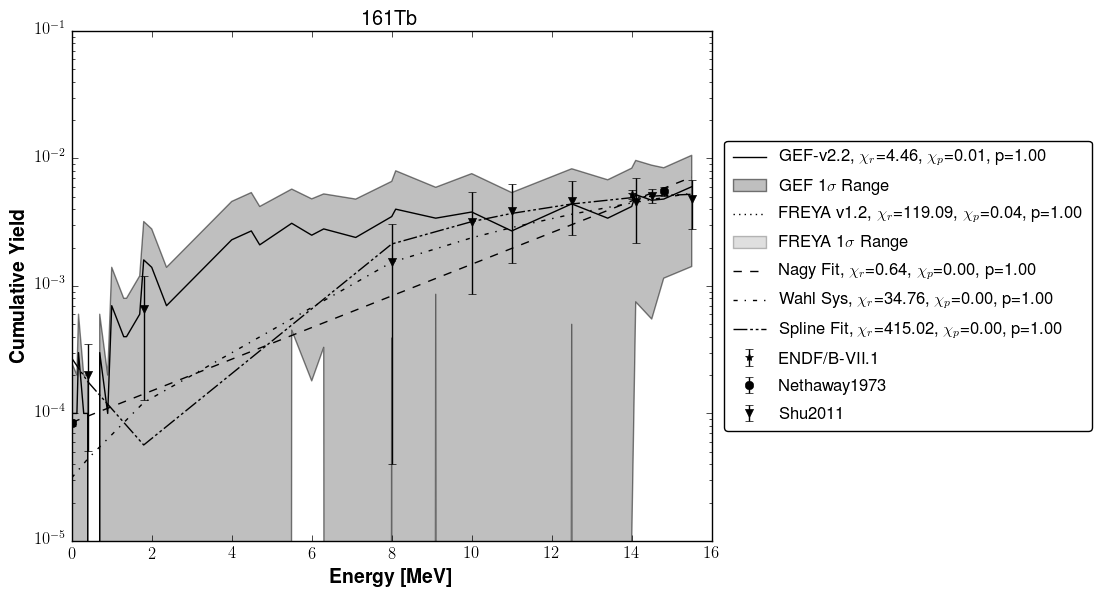 161Tb
10⁻¹
10⁻²
10⁻³
10⁻⁴
10⁻⁵
Cumulative Yield
0 2 4 6 8 10 12 14 16
Energy [MeV]
GEF-v2.2, χᵣ=4.46, χₚ=0.01, p=1.00
GEF 1σ Range
FREYA v1.2, χᵣ=119.09, χₚ=0.04, p=1.00
FREYA 1σ Range
Nagy Fit, χᵣ=0.64, χₚ=0.00, p=1.00
Wahl Sys, χᵣ=34.76, χₚ=0.00, p=1.00
Spline Fit, χᵣ=415.02, χₚ=0.00, p=1.00
ENDF/B-VII.1
Nethaway1973
Shu2011